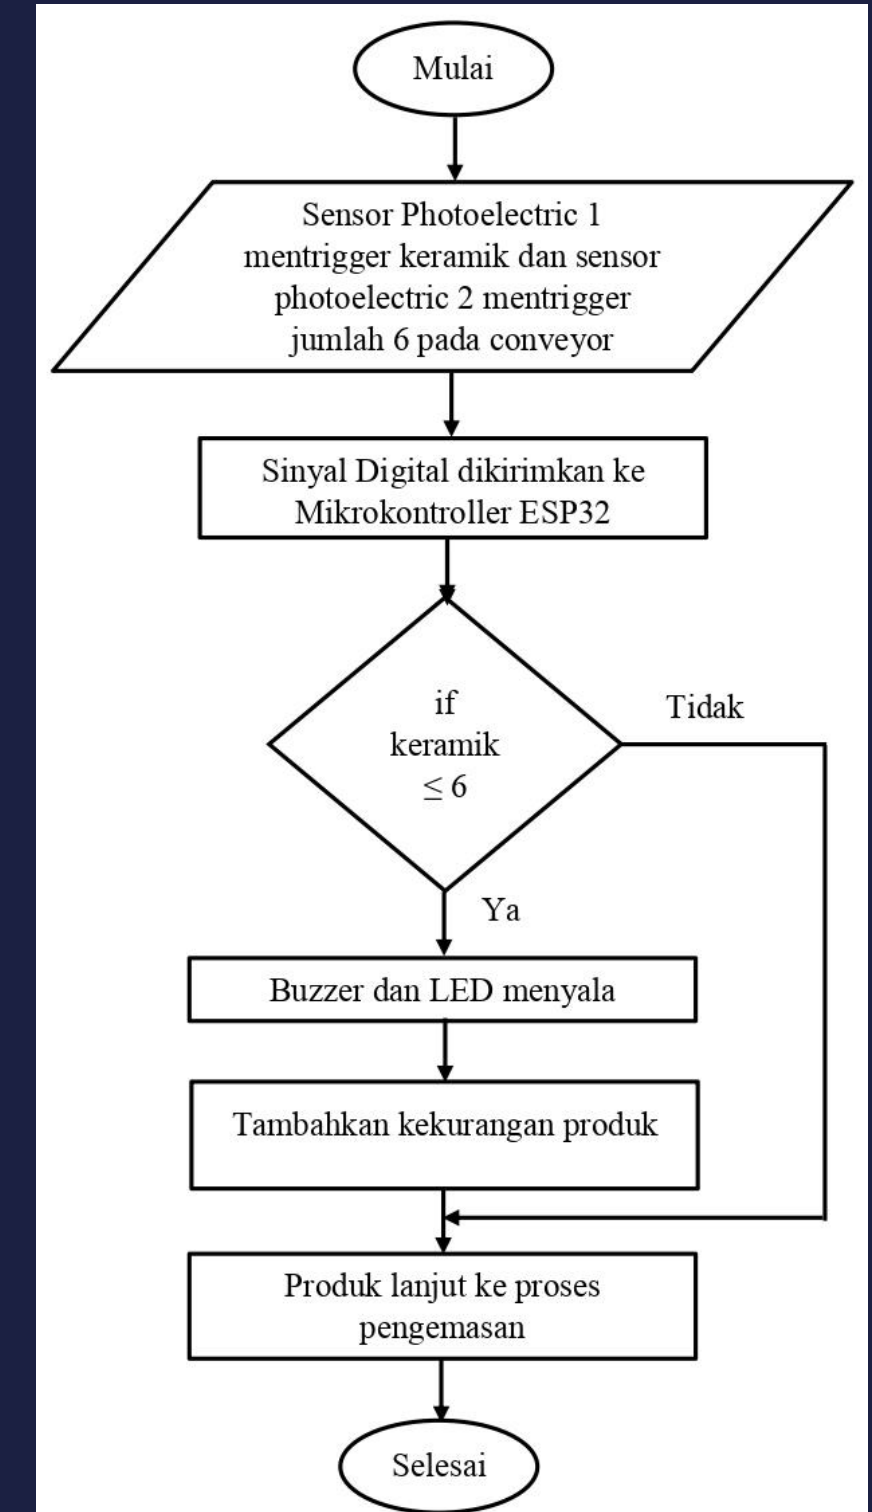 Mulai
Sensor Photoelectric 1
mentrigger keramik dan sensor
photoelectric 2 mentrigger
jumlah 6 pada conveyor
Sinyal Digital dikirimkan ke
Mikrokontroller ESP32
if
keramik
≤ 6
Tidak
Ya
Buzzer dan LED menyala
Tambahkan kekurangan produk
Produk lanjut ke proses
pengemasan
Selesai